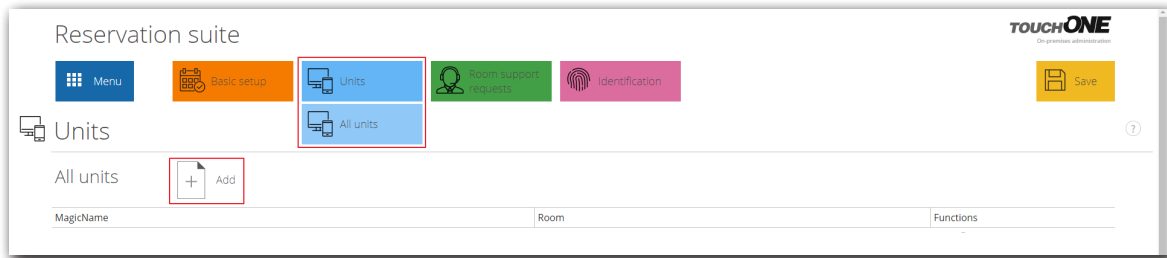 Reservation suite
TOUCHONE
On-premises administration
Menu
Basic setup
Units
Room support
requests
Identification
Save
All units
Units
?
All units
Add
MagicName
Room
Functions